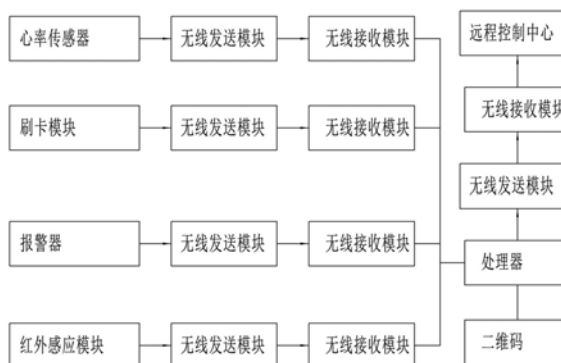 心率传感器
无线发送模块
无线接收模块
远程控制中心
刷卡模块
无线发送模块
无线接收模块
无线接收模块
无线发送模块
报警器
无线发送模块
无线接收模块
处理器
红外感应模块
无线发送模块
无线接收模块
二维码